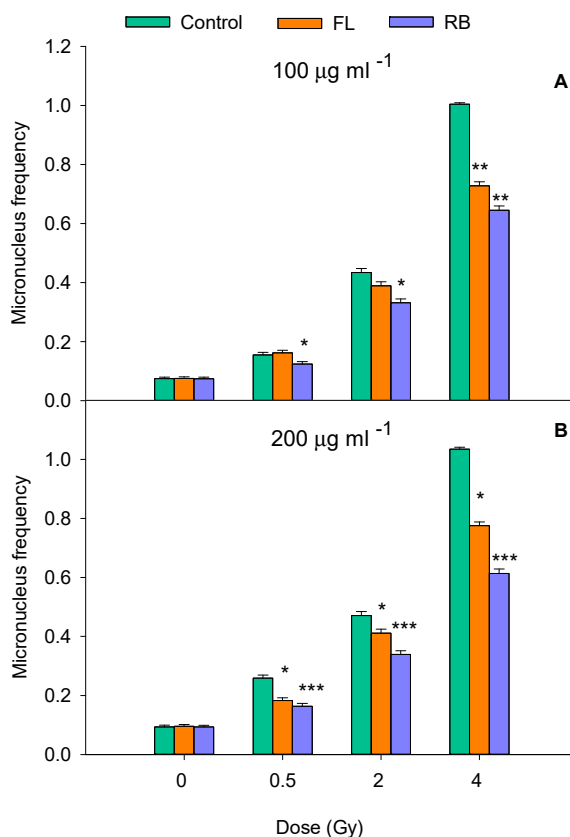 Control FL RB
1.2
100 µg ml -1
A
1.0
**
**
0.8
0.6
*
0.4
*
0.2
0.0
Micronucleus frequency
200 µg ml -1
B
1.0
*
0.8
***
0.6
*
***
0.4
*
***
0.2
0.0
Micronucleus frequency
0 0.5 2 4
Dose (Gy)